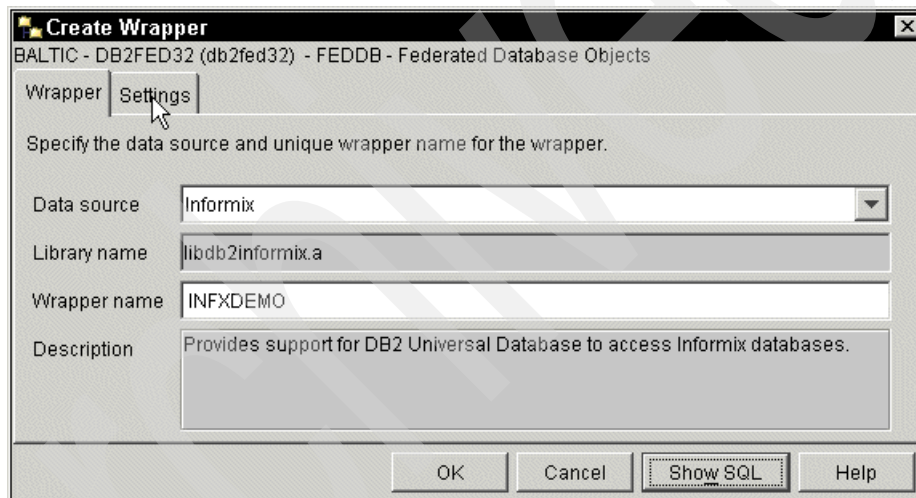 Create Wrapper
BALTIC - DB2FED32 (db2fed32) - FEDDB - Federated Database Objects
Wrapper Settings
Specify the data source and unique wrapper name for the wrapper.
Data source Informix
Library name libdb2informix.a
Wrapper name INFXDEMO
Description Provides support for DB2 Universal Database to access Informix databases.
OK Cancel Show SQL Help